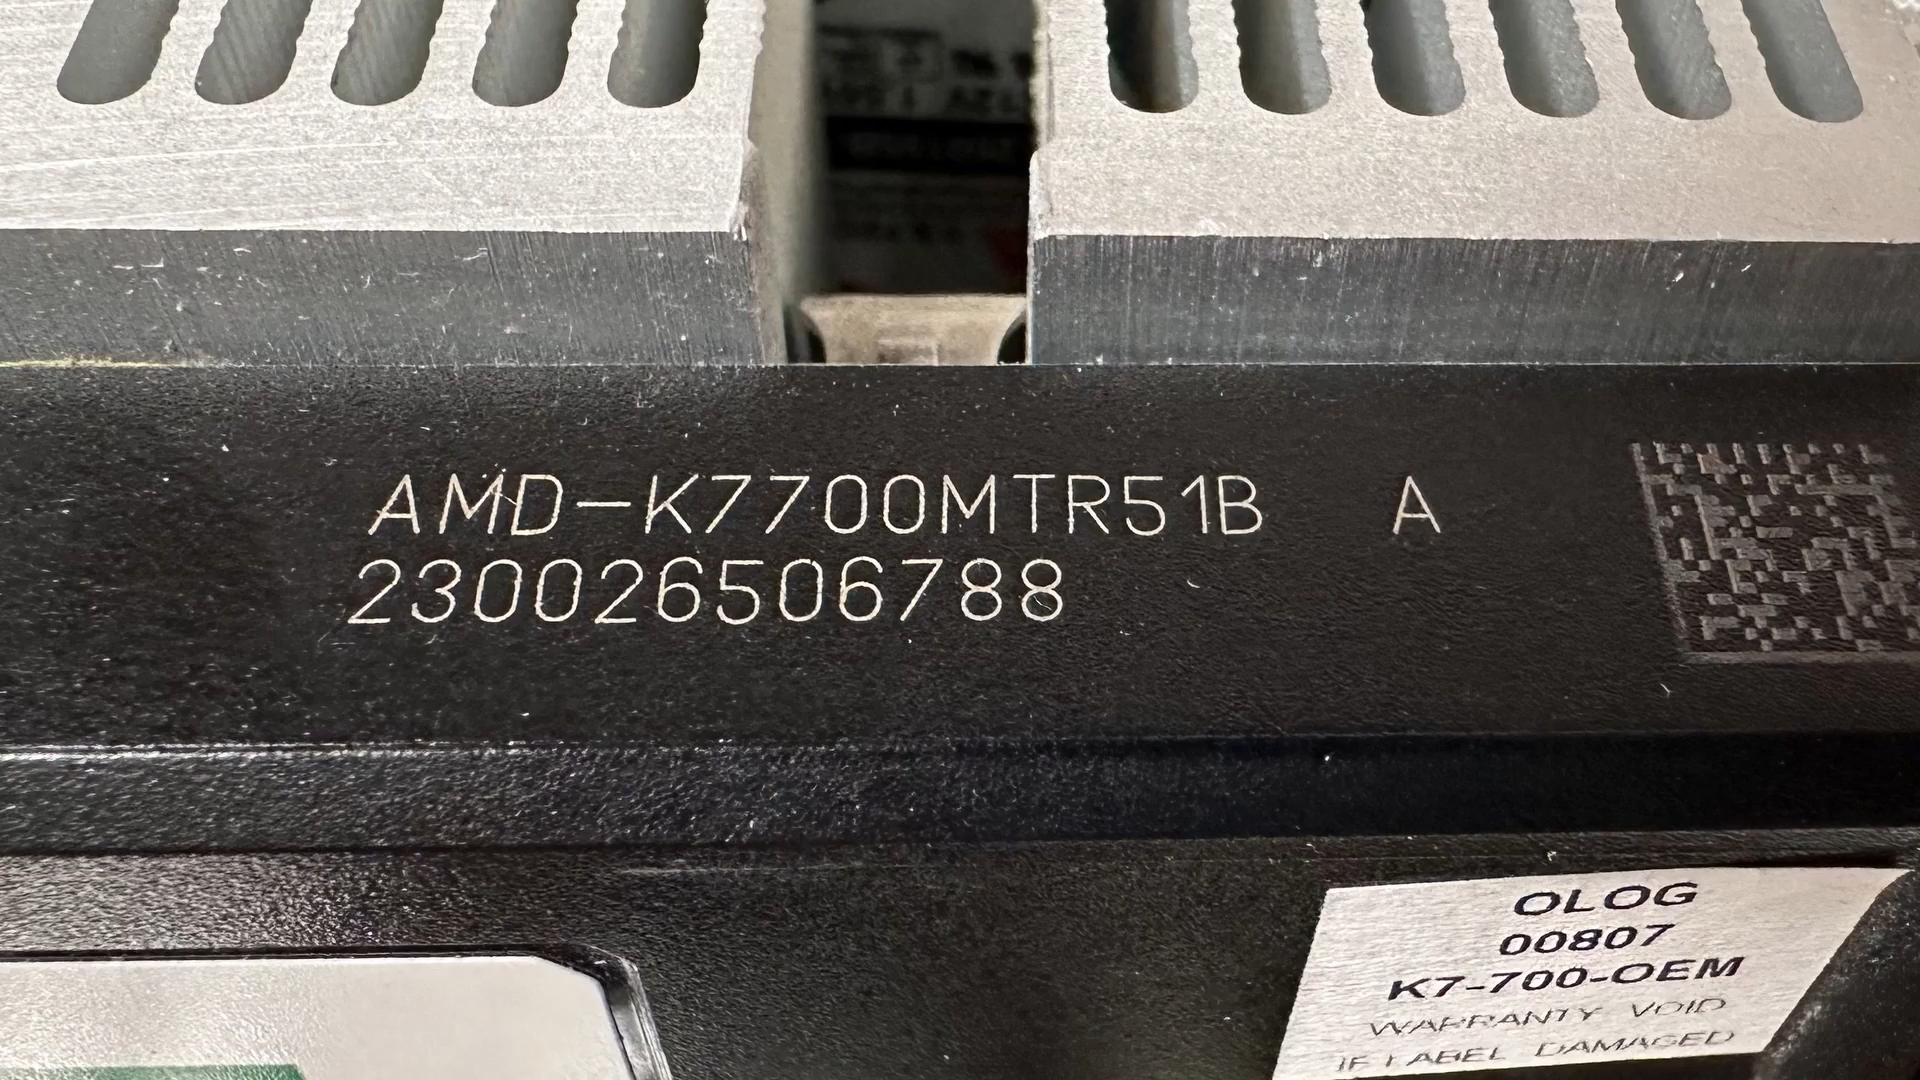 AMD-K7700MTR51B A
230026506788
OLOG
00807
K7-700-OEM
WARRANTY VOID
IF LABEL DAMAGED